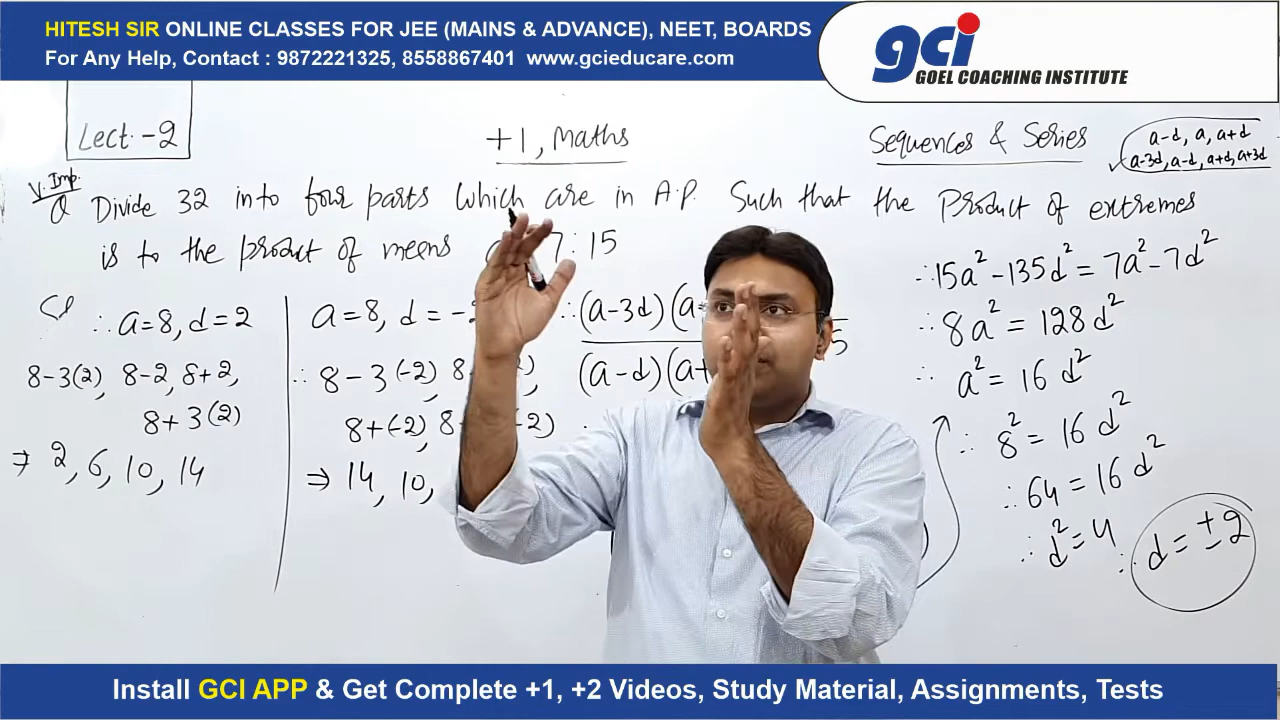 HITESH SIR ONLINE CLASSES FOR JEE (MAINS & ADVANCE), NEET, BOARDS
For Any Help, Contact : 9872221325, 8558867401 www.gcieducare.com
gci
GOEL COACHING INSTITUTE
Lect.-2
+1, Maths
Sequences & Series
a-d, a, a+d
a-3d, a-d, a+d, a+3d
V. Imp.
Q Divide 32 into four parts which are in A.P. Such that the Product of extremes
is to the product of means 7:15
∴ a=8, d=2
8-3(2), 8-2, 8+2,
8+3(2)
⇒ 2, 6, 10, 14
a=8, d=-
∴ 8-3(-2) 8
8+(-2), 8 -2)
⇒ 14, 10,
∴ (a-3d)(a
(a-d)(a+
5
∴ 15a²-135d² = 7a²-7d²
∴ 8a² = 128d²
∴ a² = 16d²
∴ 8² = 16d²
∴ 64 = 16d²
∴ d² = 4
∴ d = ±2
Install GCI APP & Get Complete +1, +2 Videos, Study Material, Assignments, Tests